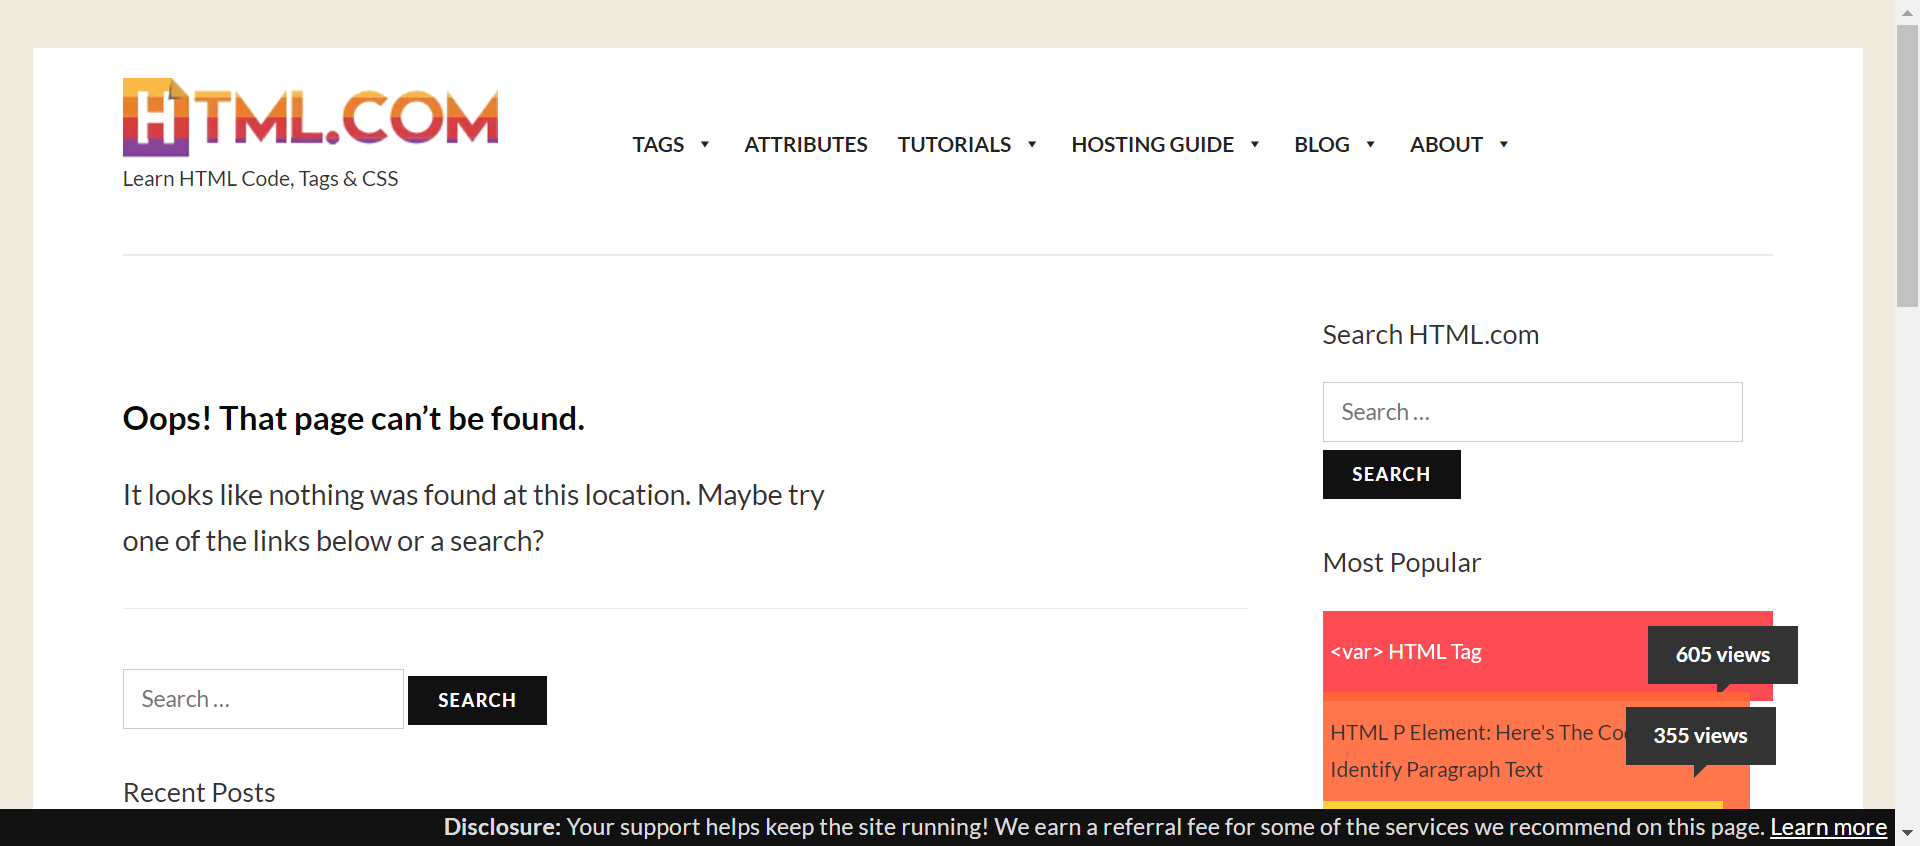 HTML.COM
Learn HTML Code, Tags & CSS
TAGS ATTRIBUTES TUTORIALS HOSTING GUIDE BLOG ABOUT
Oops! That page can’t be found.
It looks like nothing was found at this location. Maybe try
one of the links below or a search?
Search …
SEARCH
Recent Posts
Search HTML.com
Search …
SEARCH
Most Popular
<var> HTML Tag
605 views
HTML P Element: Here's The
355 views
Identify Paragraph Text
Disclosure: Your support helps keep the site running! We earn a referral fee for some of the services we recommend on this page. Learn more